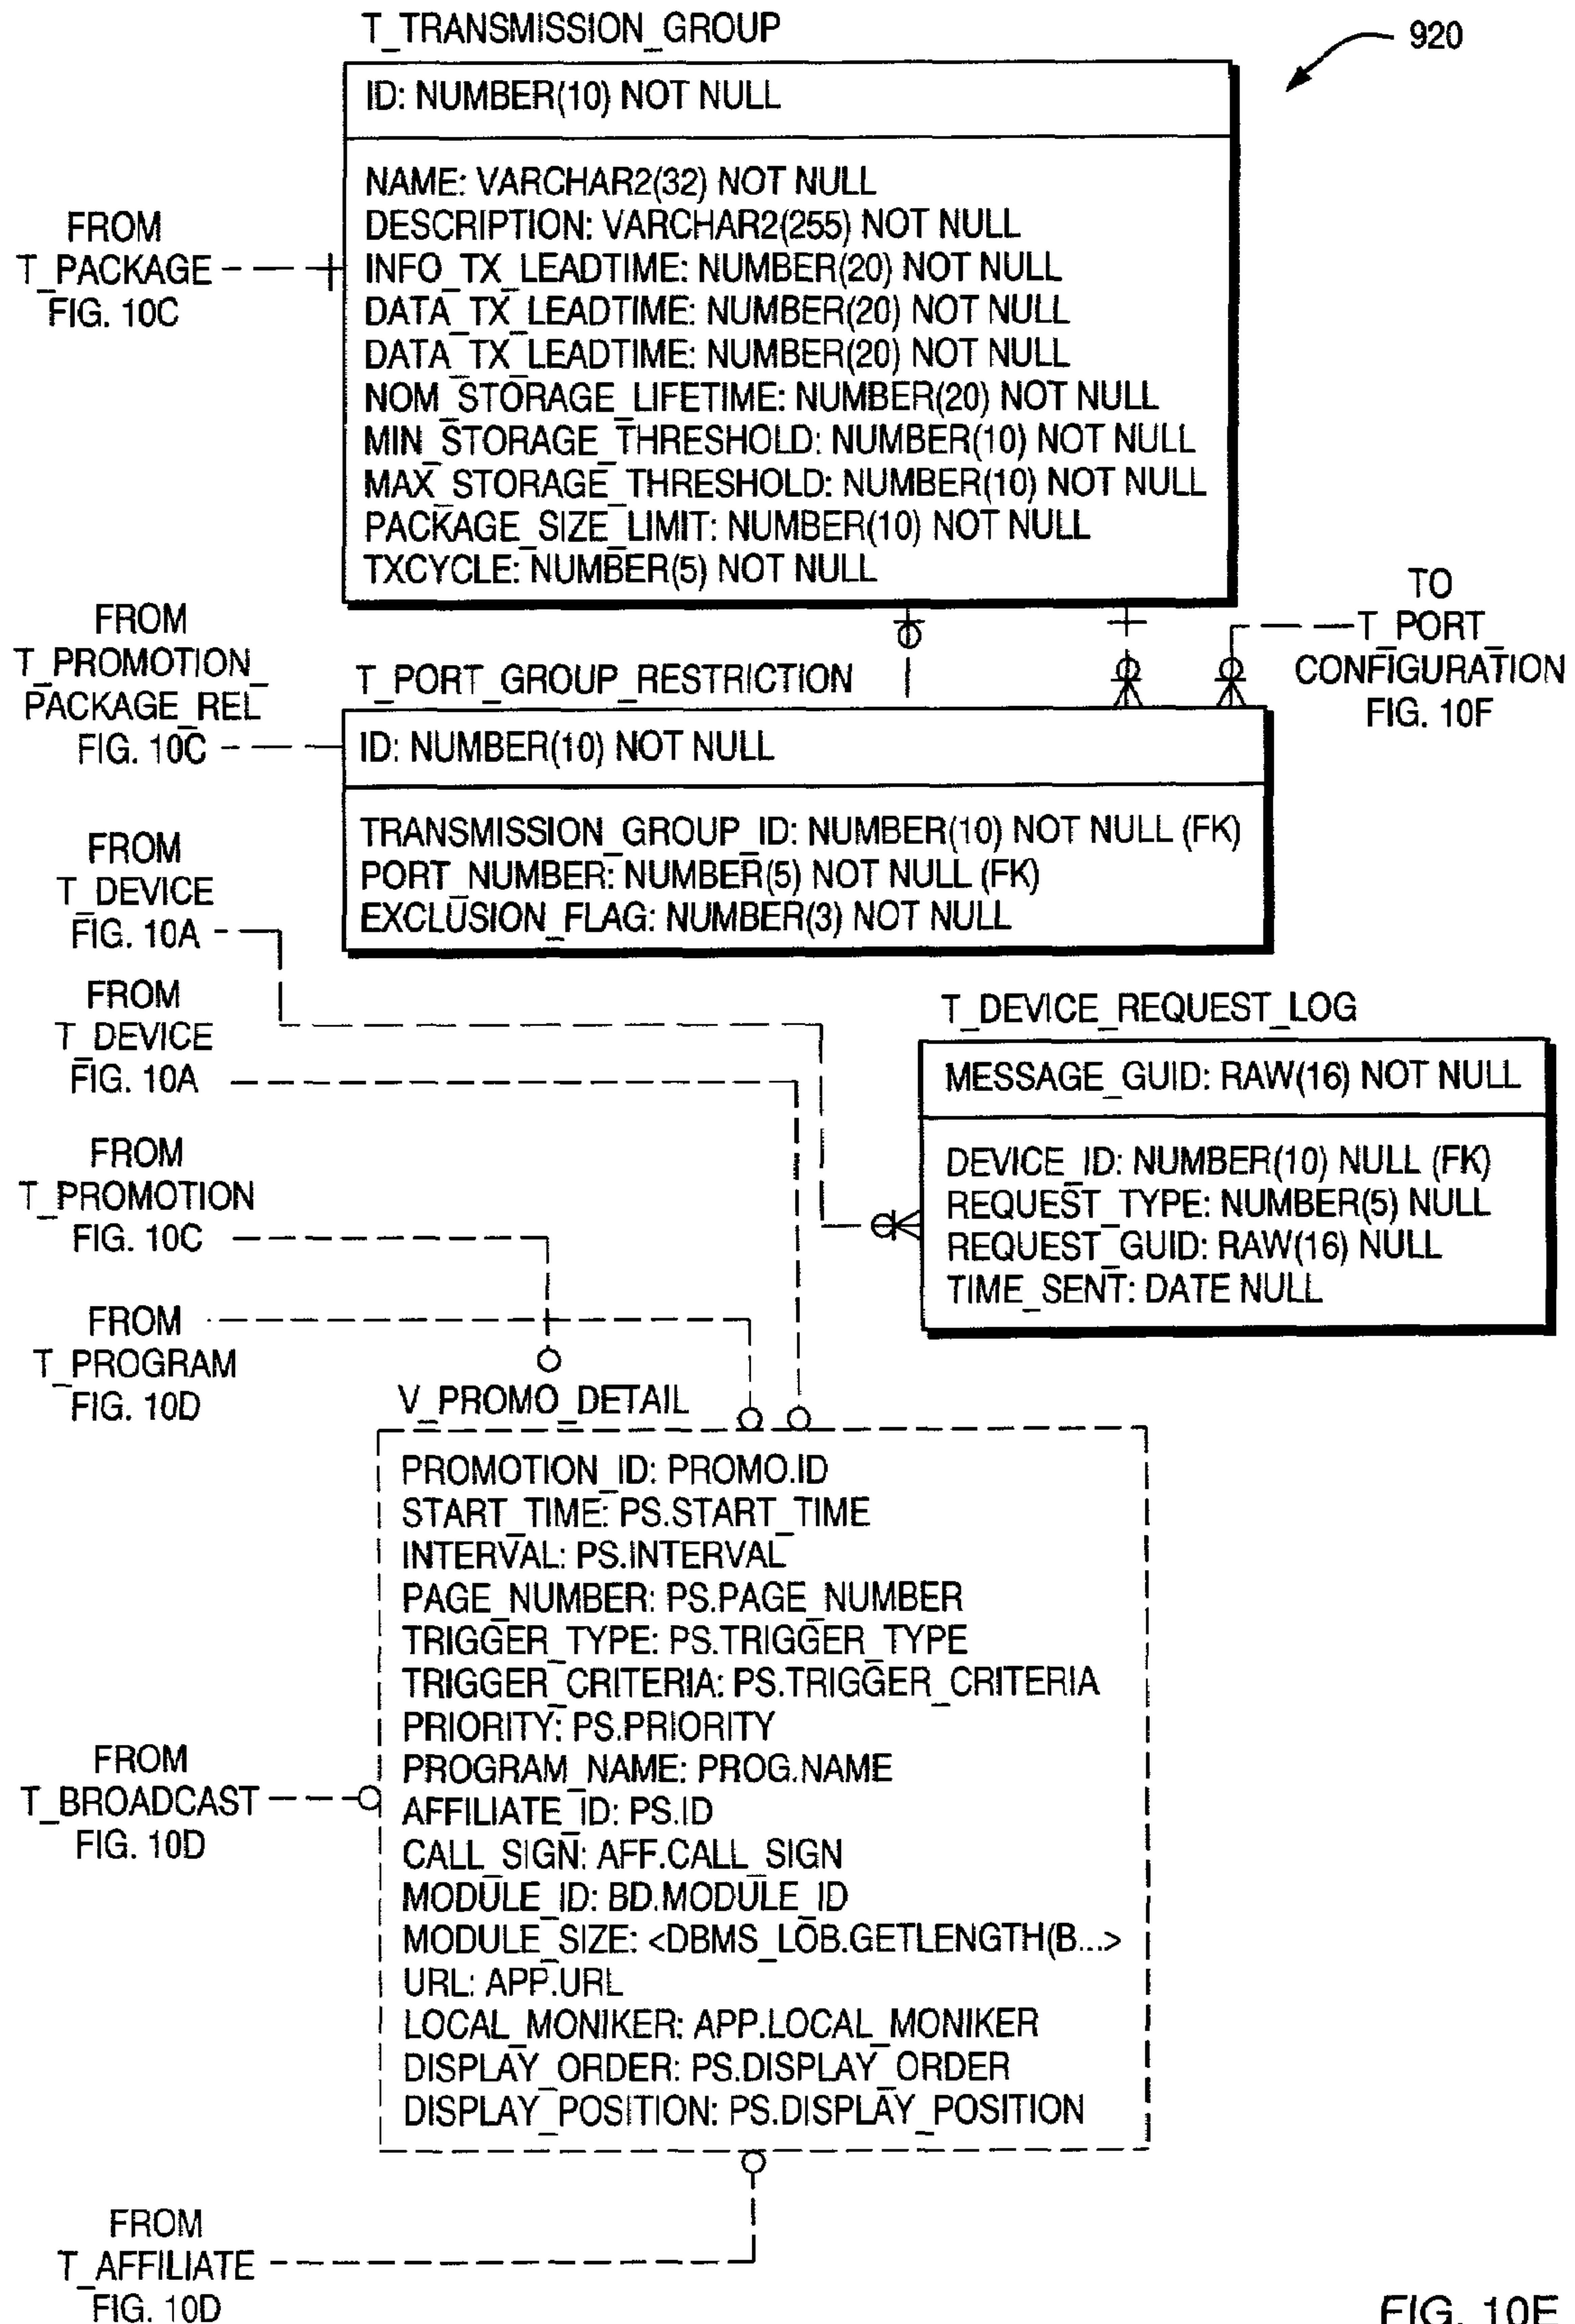 T_TRANSMISSION_GROUP
920
ID: NUMBER(10) NOT NULL
NAME: VARCHAR2(32) NOT NULL
DESCRIPTION: VARCHAR2(255) NOT NULL
INFO_TX_LEADTIME: NUMBER(20) NOT NULL
DATA_TX_LEADTIME: NUMBER(20) NOT NULL
DATA_TX_LEADTIME: NUMBER(20) NOT NULL
NOM_STORAGE_LIFETIME: NUMBER(20) NOT NULL
MIN_STORAGE_THRESHOLD: NUMBER(10) NOT NULL
MAX_STORAGE_THRESHOLD: NUMBER(10) NOT NULL
PACKAGE_SIZE_LIMIT: NUMBER(10) NOT NULL
TXCYCLE: NUMBER(5) NOT NULL
FROM
T_PACKAGE
FIG. 10C
TO
T_PORT_
CONFIGURATION
FIG. 10F
FROM
T_PROMOTION_
PACKAGE_REL
FIG. 10C
T_PORT_GROUP_RESTRICTION
ID: NUMBER(10) NOT NULL
TRANSMISSION_GROUP_ID: NUMBER(10) NOT NULL (FK)
PORT_NUMBER: NUMBER(5) NOT NULL (FK)
EXCLUSION_FLAG: NUMBER(3) NOT NULL
FROM
T_DEVICE
FIG. 10A
FROM
T_DEVICE
FIG. 10A
T_DEVICE_REQUEST_LOG
MESSAGE_GUID: RAW(16) NOT NULL
DEVICE_ID: NUMBER(10) NULL (FK)
REQUEST_TYPE: NUMBER(5) NULL
REQUEST_GUID: RAW(16) NULL
TIME_SENT: DATE NULL
FROM
T_PROMOTION
FIG. 10C
FROM
T_PROGRAM
FIG. 10D
V_PROMO_DETAIL
PROMOTION_ID: PROMO.ID
START_TIME: PS.START_TIME
INTERVAL: PS.INTERVAL
PAGE_NUMBER: PS.PAGE_NUMBER
TRIGGER_TYPE: PS.TRIGGER_TYPE
TRIGGER_CRITERIA: PS.TRIGGER_CRITERIA
PRIORITY: PS.PRIORITY
PROGRAM_NAME: PROG.NAME
AFFILIATE_ID: PS.ID
CALL_SIGN: AFF.CALL_SIGN
MODULE_ID: BD.MODULE_ID
MODULE_SIZE: <DBMS_LOB.GETLENGTH(B...>
URL: APP.URL
LOCAL_MONIKER: APP.LOCAL_MONIKER
DISPLAY_ORDER: PS.DISPLAY_ORDER
DISPLAY_POSITION: PS.DISPLAY_POSITION
FROM
T_BROADCAST
FIG. 10D
FROM
T_AFFILIATE
FIG. 10D
FIG. 10E